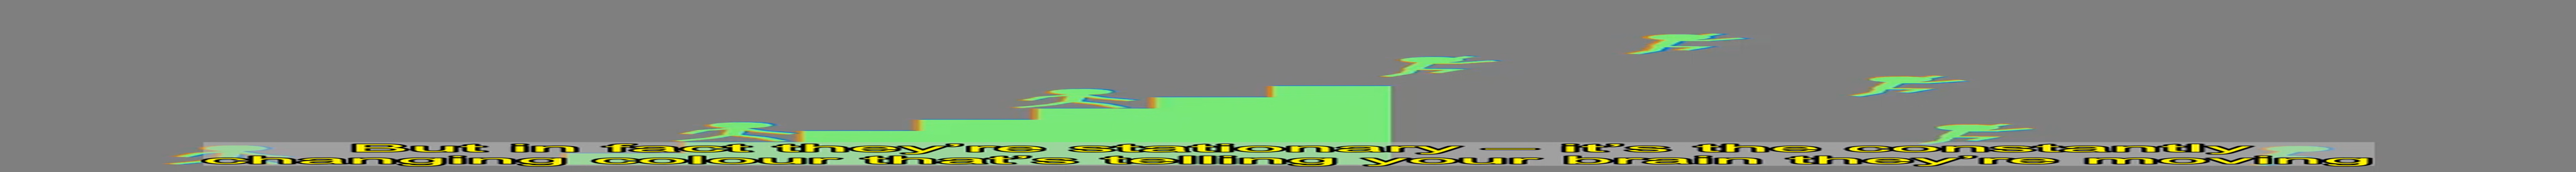 But in fact they're stationary – it's the constantly
changing colour that's telling your brain they're moving